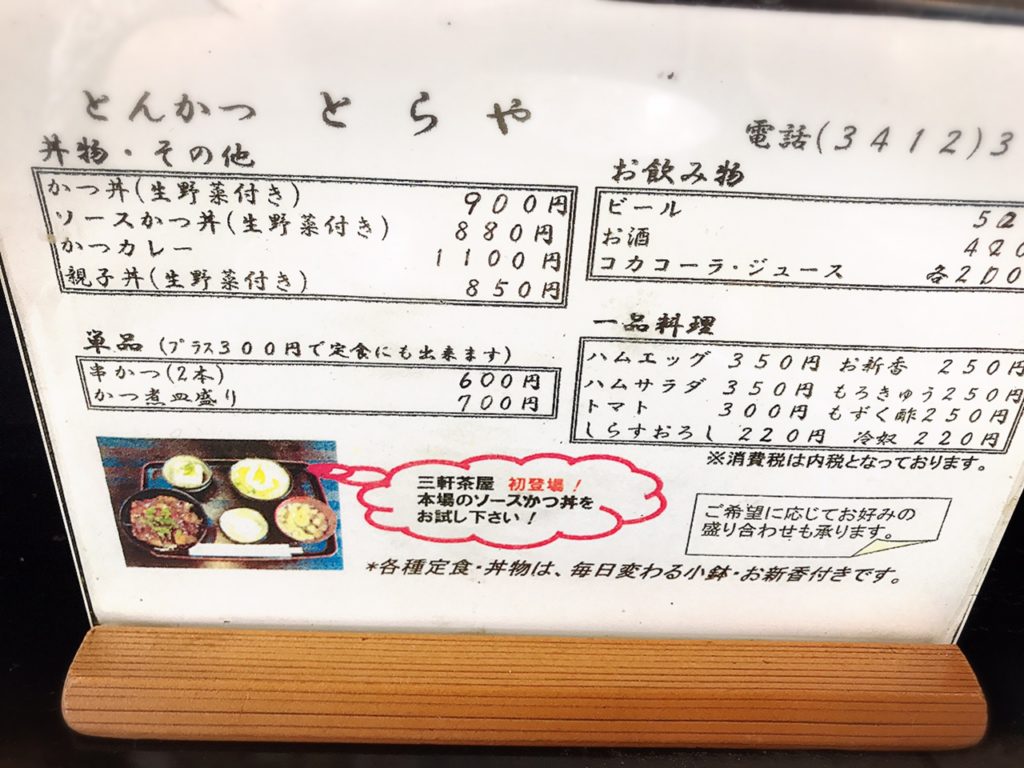 とんかつ とらや
電話(3412)3
丼物・その他
かつ丼(生野菜付き) 900円
ソースかつ丼(生野菜付き) 880円
かつカレー 1100円
親子丼(生野菜付き) 850円
お飲み物
ビール
お酒
コカコーラ・ジュース 各200
単品 (プラス300円で定食にも出来ます)
串かつ(2本) 600円
かつ煮皿盛り 700円
一品料理
ハムエッグ 350円 お新香 250円
ハムサラダ 350円 もろきゅう 250円
トマト 300円 もずく酢 250円
しらすおろし 220円 冷奴 220円
※消費税は内税となっております。
三軒茶屋 初登場!
本場のソースかつ丼を
お試し下さい!
ご希望に応じてお好みの
盛り合わせも承ります。
*各種定食・丼物は、毎日変わる小鉢・お新香付きです。